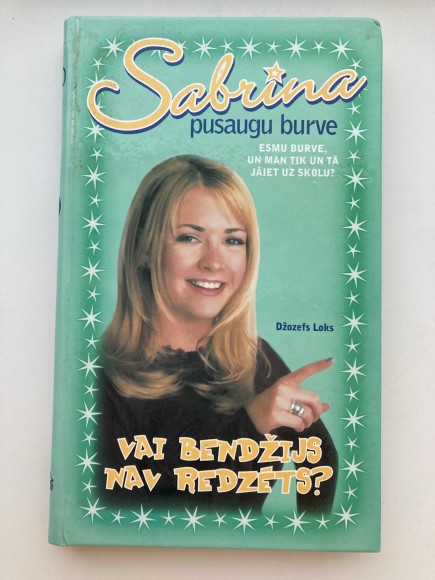 Sabrina
pusaugu burve
ESMU BURVE,
UN MAN TIK UN TĀ
JĀIET UZ SKOLU?
Džozefs Loks
VAI BENDŽIJS
NAV REDZĒTS?